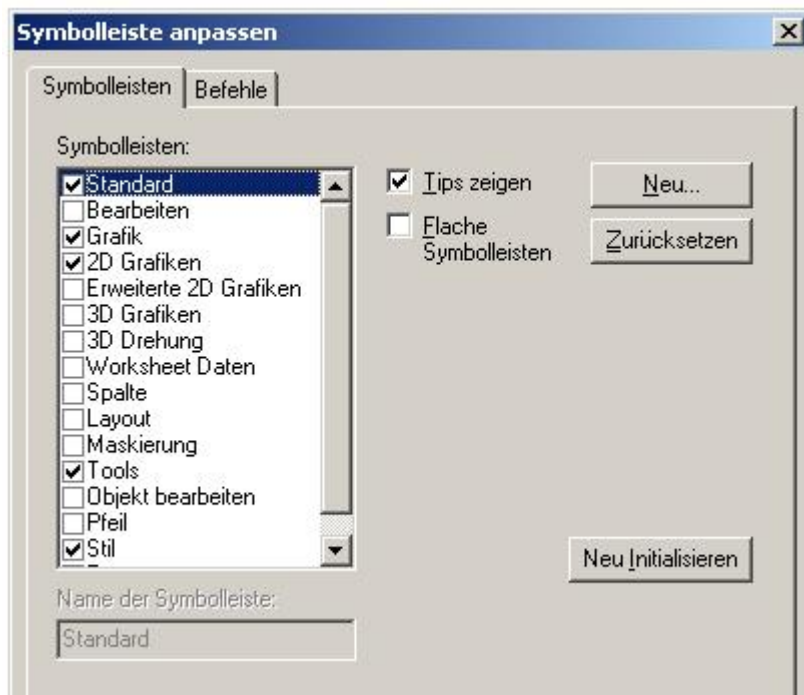 Symbolleiste anpassen
Symbolleisten
Befehle
Symbolleisten:
Standard
Bearbeiten
Grafik
2D Grafiken
Erweiterte 2D Grafiken
3D Grafiken
3D Drehung
Worksheet Daten
Spalte
Layout
Maskierung
Tools
Objekt bearbeiten
Pfeil
Stil
Name der Symbolleiste:
Standard
Tips zeigen
Flache
Symbolleisten
Neu...
Zurücksetzen
Neu Initialisieren